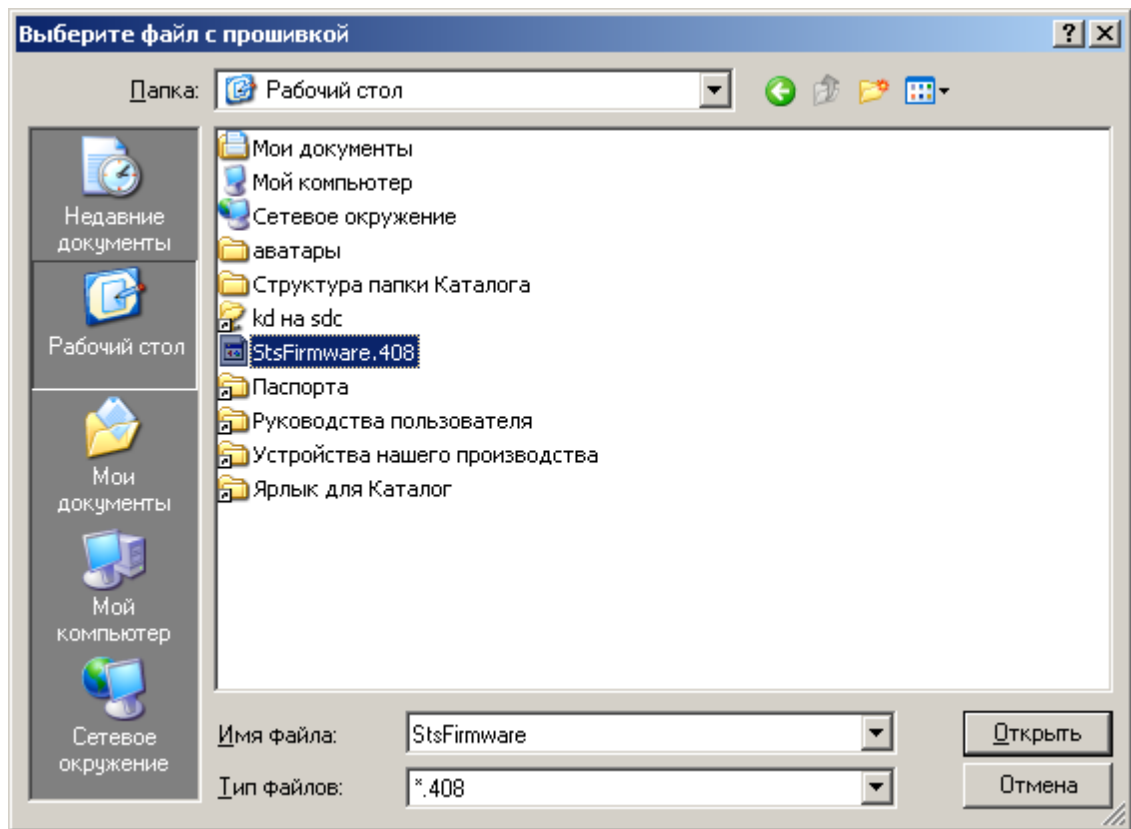 Выберите файл с прошивкой
Папка:
Рабочий стол
Недавние
документы
Рабочий стол
Мои
документы
Мой
компьютер
Сетевое
окружение
Мои документы
Мой компьютер
Сетевое окружение
аватары
Структура папки Каталога
kd на sdc
StsFirmware.408
Паспорта
Руководства пользователя
Устройства нашего производства
Ярлык для Каталог
Имя файла:
StsFirmware
Открыть
Тип файлов:
*.408
Отмена